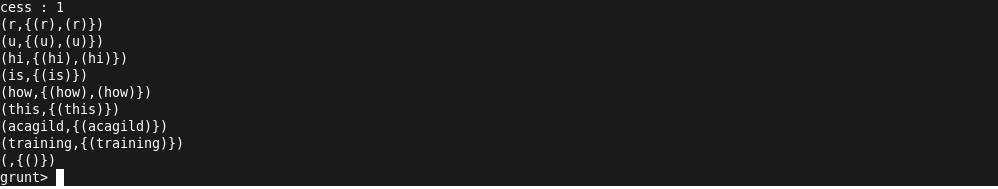 cess : 1
(r,{(r),(r)})
(u,{(u),(u)})
(hi,{(hi),(hi)})
(is,{(is)})
(how,{(how),(how)})
(this,{(this)})
(acagild,{(acagild)})
(training,{(training)})
(,{()})
grunt>